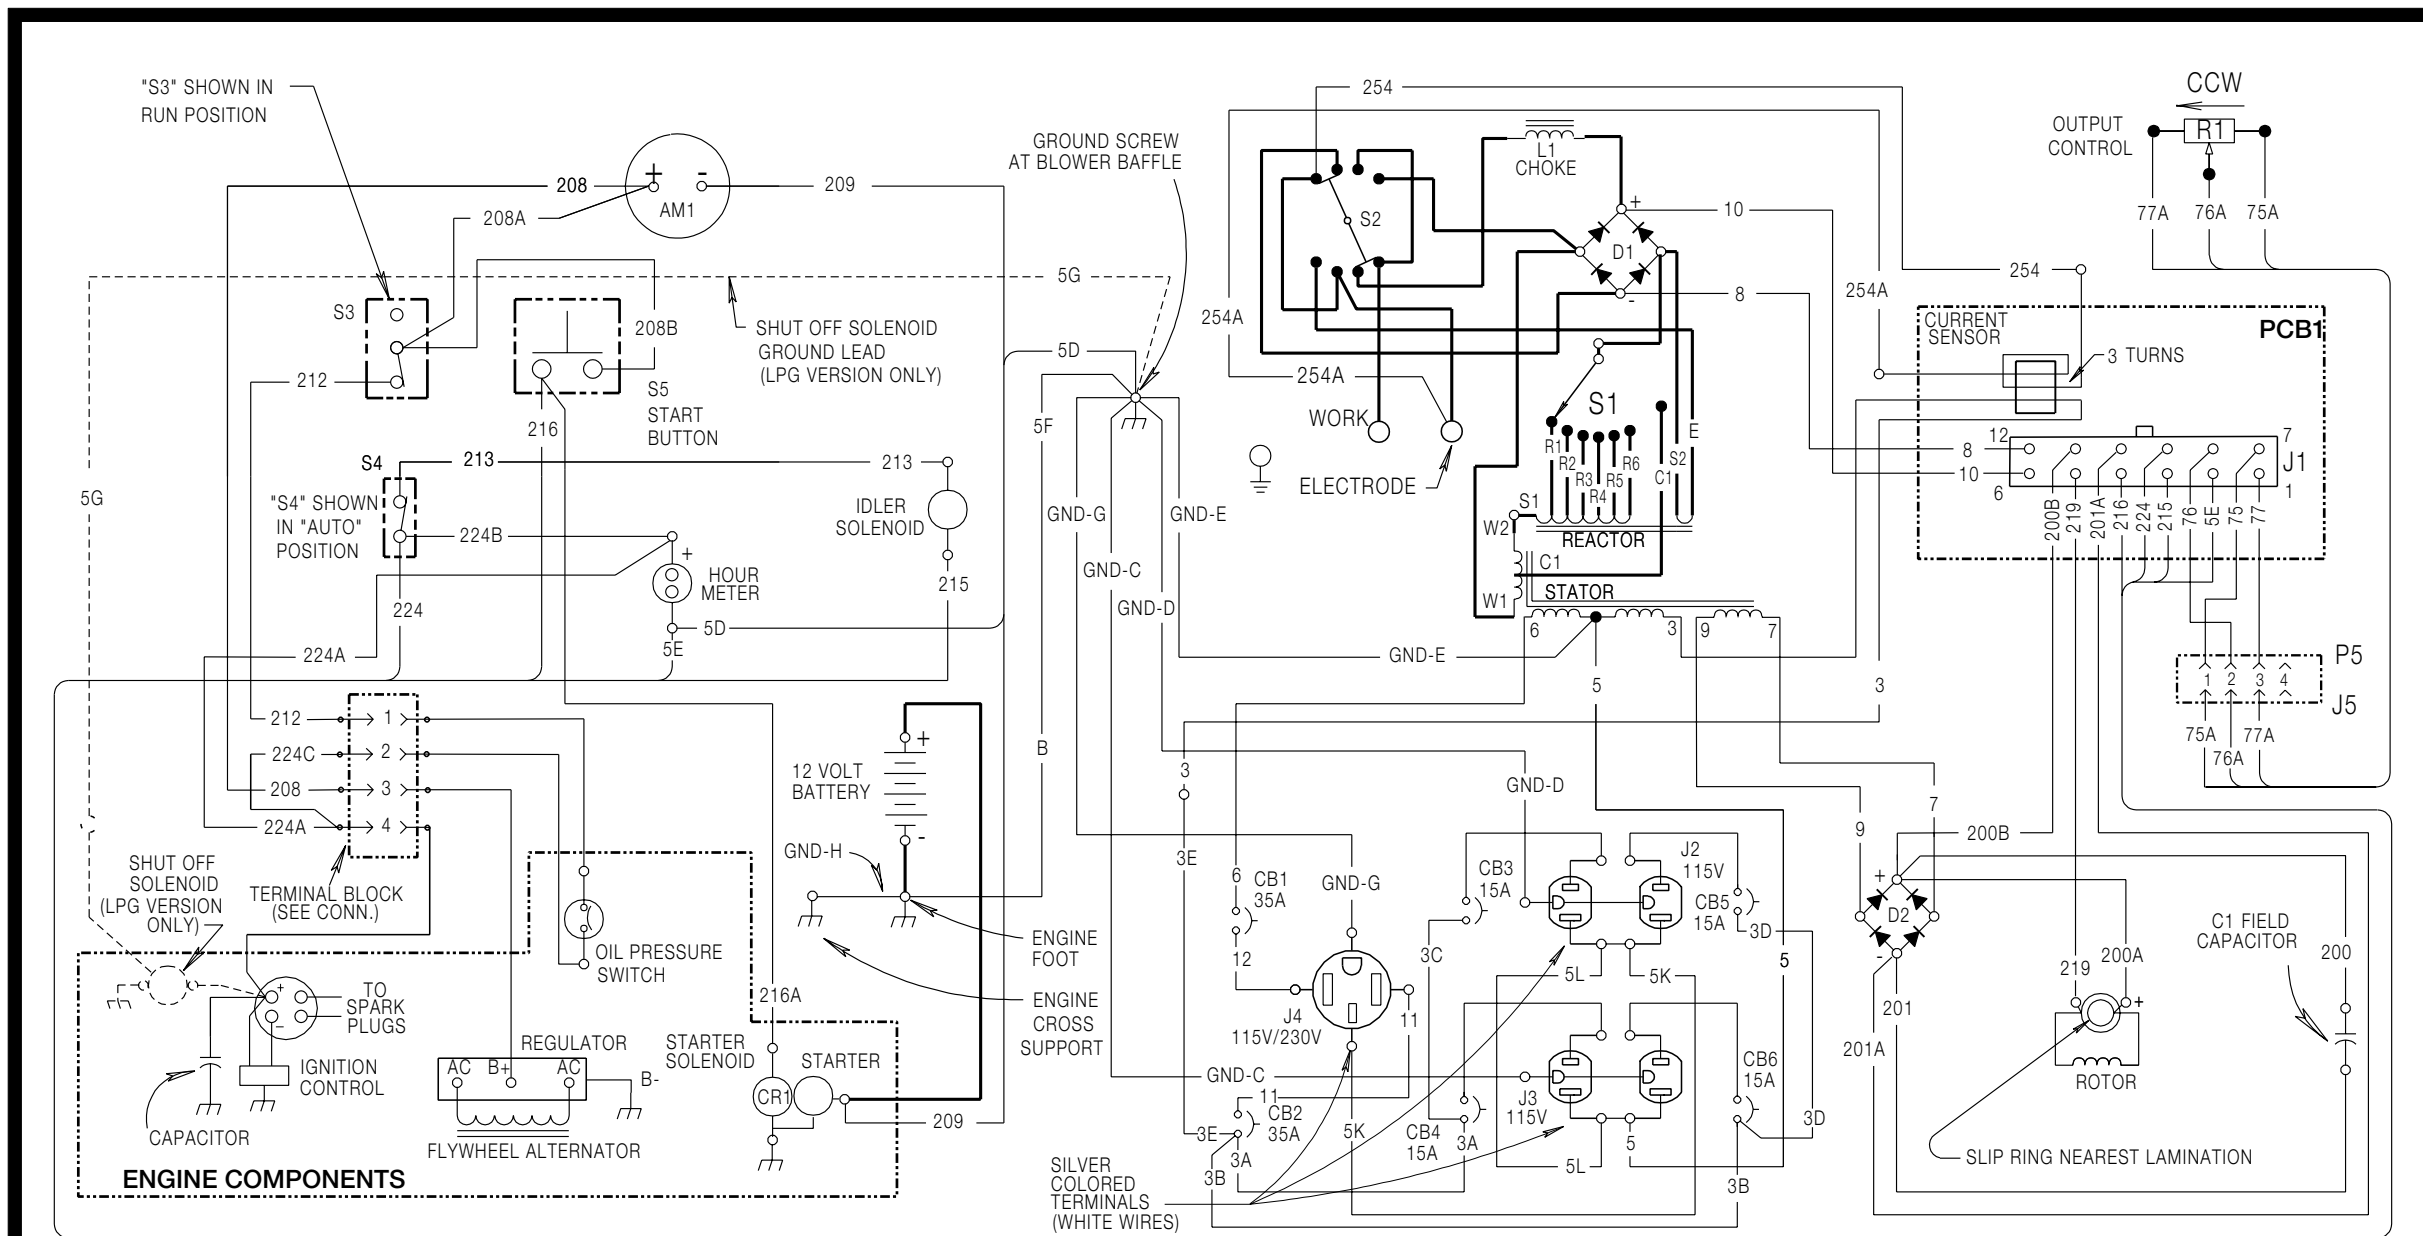 "S3" SHOWN IN
RUN POSITION
208
208A
+
-
AM1
209
GROUND SCREW
AT BLOWER BAFFLE
254
L1
CHOKE
S2
D1
+
-
10
8
CCW
OUTPUT
CONTROL
R1
77A
76A
75A
5G
S3
208B
212
216
S5
START
BUTTON
SHUT OFF SOLENOID
GROUND LEAD
(LPG VERSION ONLY)
5D
5F
254A
254A
254A
254
CURRENT
SENSOR
PCB1
3 TURNS
WORK
ELECTRODE
S1
R1
R2
R3
R4
R5
R6
C1
S2
E
S1
W2
REACTOR
C1
W1
STATOR
6
3
9
7
12
7
8
10
J1
6
1
200B
219
201A
216
224
215
76
5E
75
77
P5
1
2
3
4
J5
75A
76A
77A
S4
213
213
"S4" SHOWN
IN "AUTO"
POSITION
224B
IDLER
SOLENOID
+
HOUR
METER
215
224
5D
5E
224A
5G
GND-G
GND-E
GND-C
GND-D
GND-E
5
3
B
212
1
224C
2
208
3
224A
4
12 VOLT
BATTERY
+
-
GND-H
3
3E
GND-D
7
9
200B
SHUT OFF
SOLENOID
(LPG VERSION
ONLY)
TERMINAL BLOCK
(SEE CONN.)
OIL PRESSURE
SWITCH
ENGINE
FOOT
ENGINE
CROSS
SUPPORT
6
CB1
35A
12
GND-G
CB3
15A
3C
J2
115V
CB5
15A
3D
5
5L
5K
J4
115V/230V
11
+
D2
-
C1 FIELD
CAPACITOR
200
219
200A
+
201
201A
ROTOR
SLIP RING NEAREST LAMINATION
+
-
TO
SPARK
PLUGS
IGNITION
CONTROL
CAPACITOR
REGULATOR
AC
B+
AC
B-
FLYWHEEL ALTERNATOR
216A
STARTER
SOLENOID
STARTER
CR1
209
ENGINE COMPONENTS
GND-C
11
CB2
35A
3E
3A
3B
5K
CB4
15A
3A
J3
115V
5
5L
CB6
15A
3D
3B
SILVER
COLORED
TERMINALS
(WHITE WIRES)